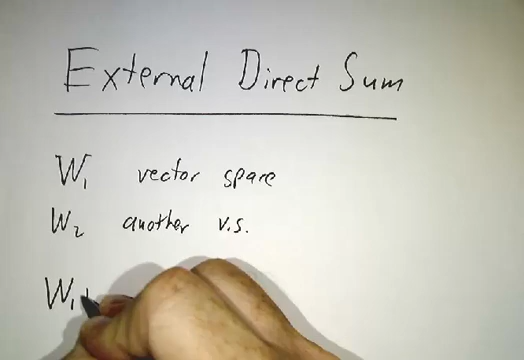 External Direct Sum
W₁ vector space
W₂ another v.s.
W₁